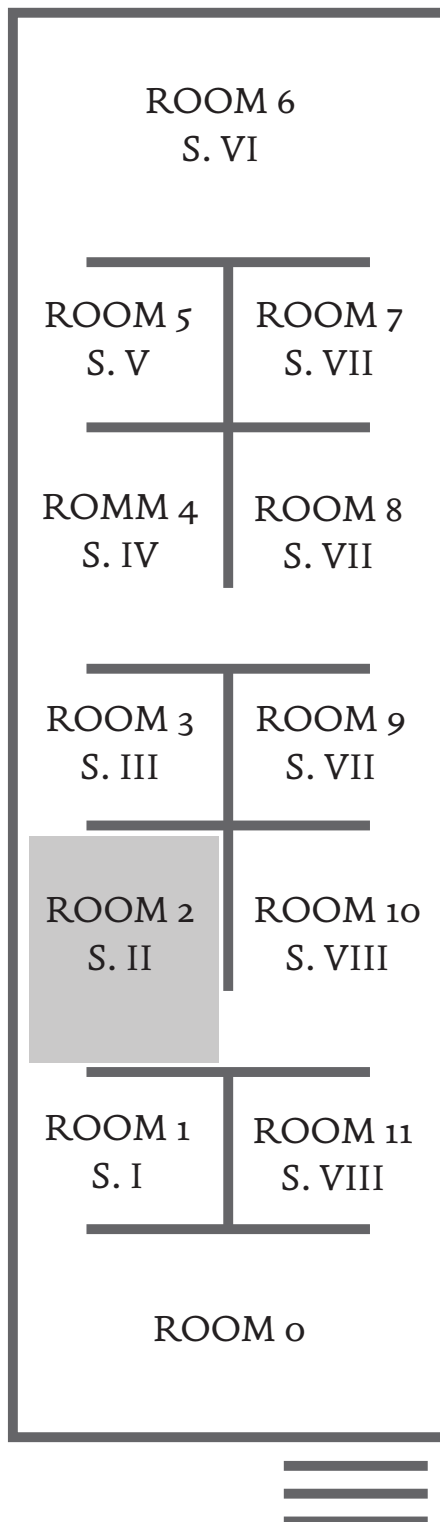 ROOM 6
S. VI
ROOM 5
S. V
ROOM 7
S. VII
ROMM 4
S. IV
ROOM 8
S. VII
ROOM 3
S. III
ROOM 9
S. VII
ROOM 2
S. II
ROOM 10
S. VIII
ROOM 1
S. I
ROOM 11
S. VIII
ROOM 0